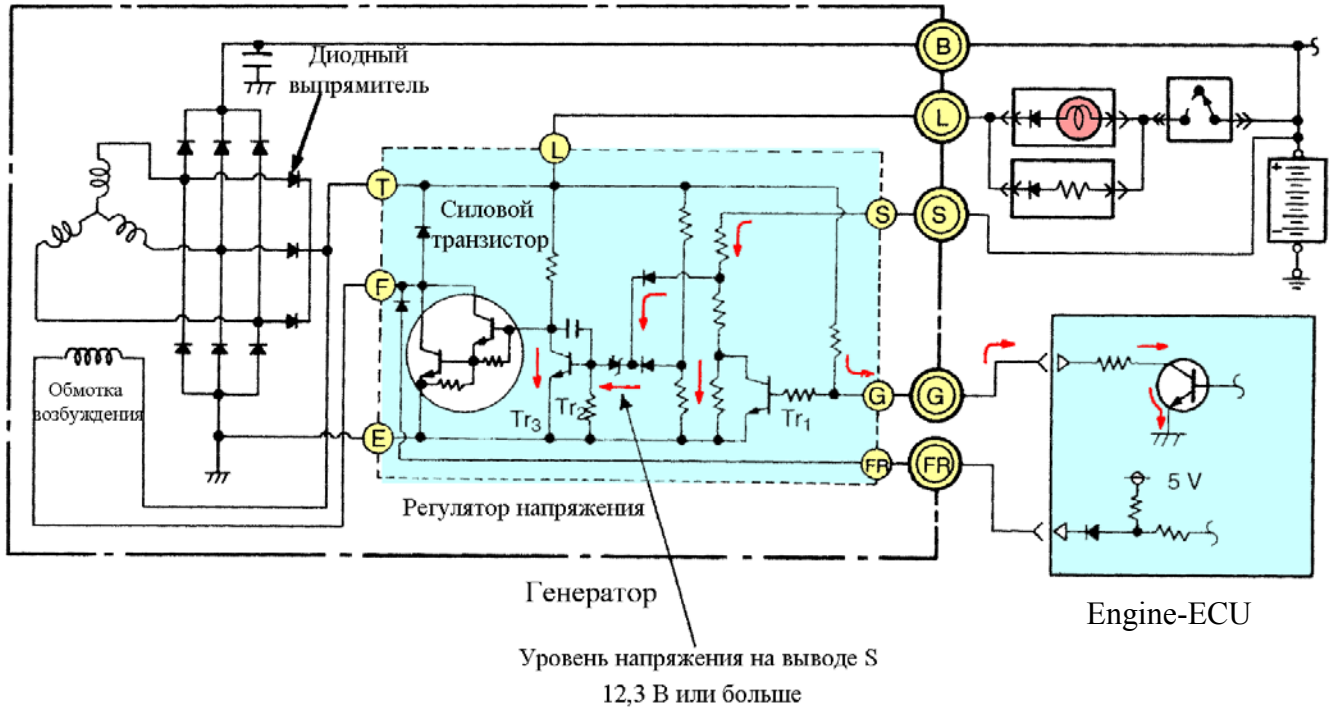 B
Диодный
выпрямитель
L
L
T
Силовой
транзистор
S
S
F
Обмотка
возбуждения
Tr3
Tr2
Tr1
G
G
E
FR
FR
5 V
Регулятор напряжения
Генератор
Engine-ECU
Уровень напряжения на выводе S
12,3 В или больше